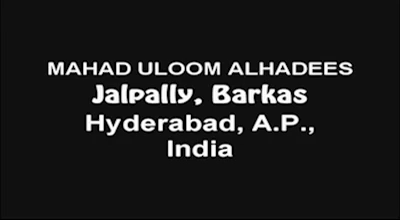 MAHAD ULOOM ALHADEES
Jalpally, Barkas
Hyderabad, A.P.,
India